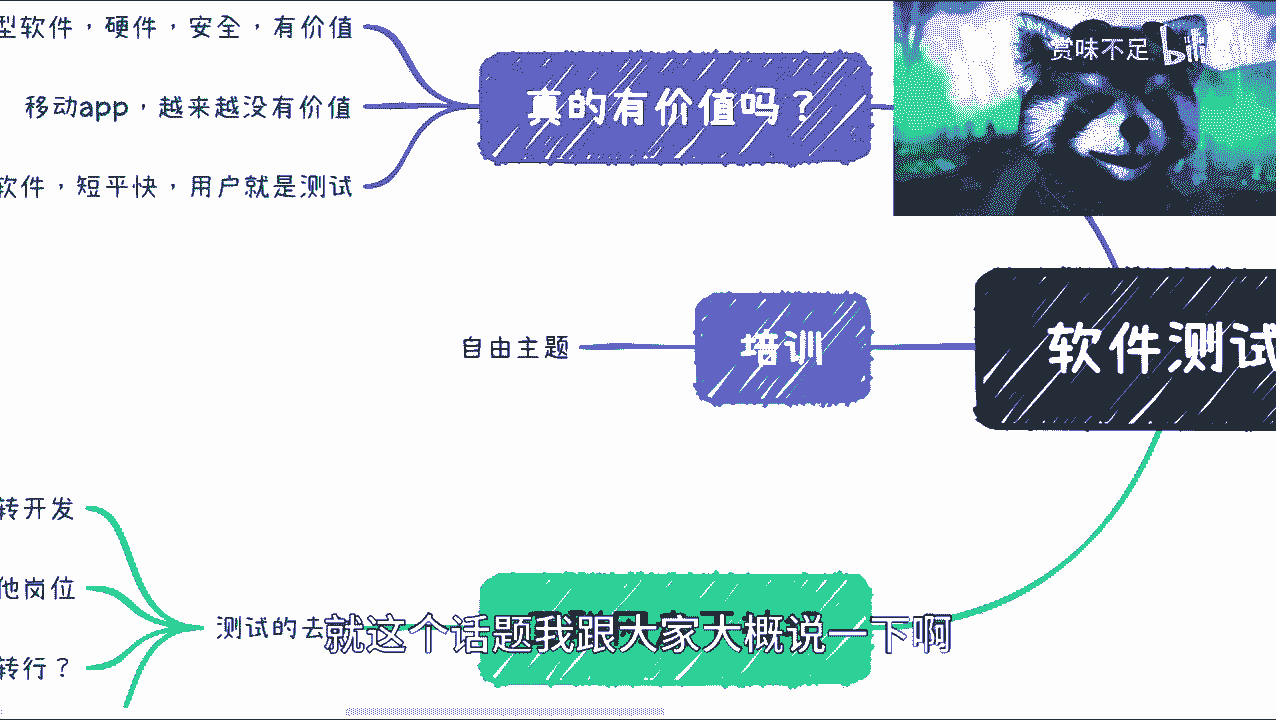 型软件，硬件，安全，有价值
移动app，越来越没有价值
软件，短平快，用户就是测试
真的有价值吗？
赏味不足 bili
自由主题
培训
软件测试
转开发
他岗位
转行？
测试的去
就这个话题我跟大家大概说一下啊